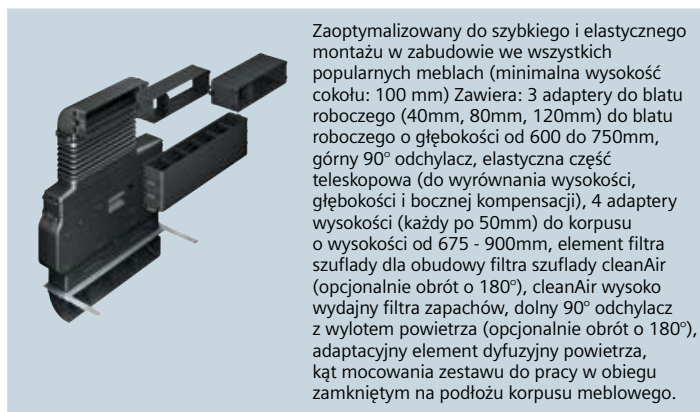 Zaoptymalizowany do szybkiego i elastycznego
montażu w zabudowie we wszystkich
popularnych meblach (minimalna wysokość
cokołu: 100 mm) Zawiera: 3 adaptery do blatu
roboczego (40mm, 80mm, 120mm) do blatu
roboczego o głębokości od 600 do 750mm,
górny 90° odchylacz, elastyczna część
teleskopowa (do wyrównania wysokości,
głębokości i bocznej kompensacji), 4 adaptery
wysokości (każdy po 50mm) do korpusu
o wysokości od 675 - 900mm, element filtra
szuflady dla obudowy filtra szuflady cleanAir
(opcjonalnie obrót o 180°), cleanAir wysoko
wydajny filtra zapachów, dolny 90° odchylacz
z wylotem powietrza (opcjonalnie obrót o 180°),
adaptacyjny element dyfuzyjny powietrza,
kąt mocowania zestawu do pracy w obiegu
zamkniętym na podłożu korpusu meblowego.